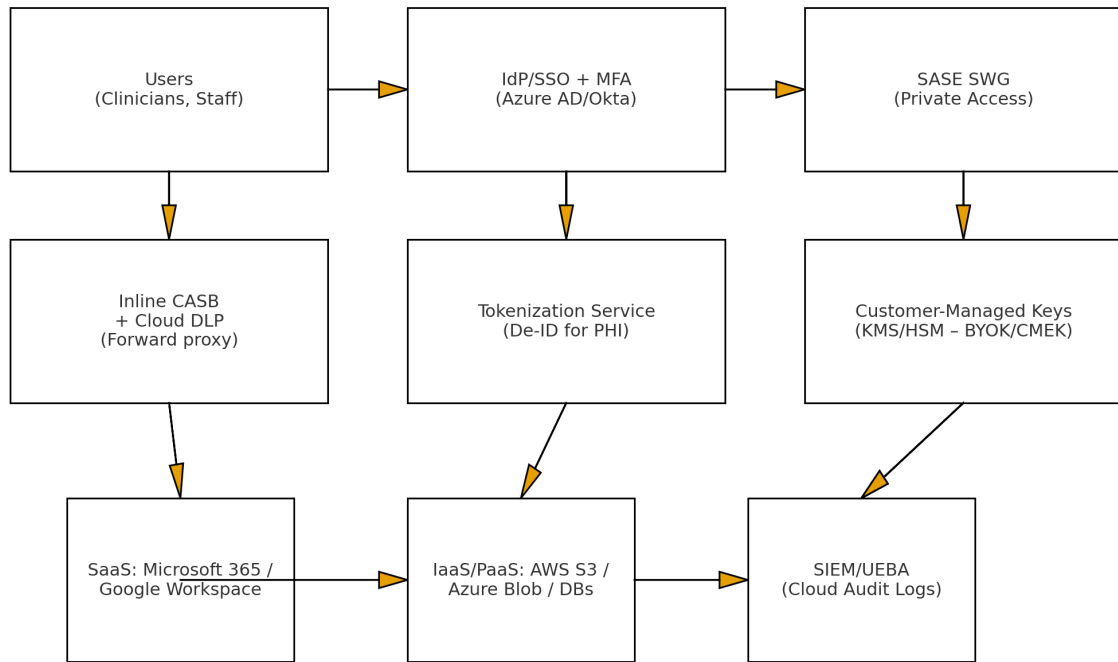 Users
(Clinicians, Staff)
IdP/SSO + MFA
(Azure AD/Okta)
SASE SWG
(Private Access)
Inline CASB
+ Cloud DLP
(Forward proxy)
Tokenization Service
(De-ID for PHI)
Customer-Managed Keys
(KMS/HSM – BYOK/CMEK)
SaaS: Microsoft 365 /
Google Workspace
IaaS/PaaS: AWS S3 /
Azure Blob / DBs
SIEM/UEBA
(Cloud Audit Logs)